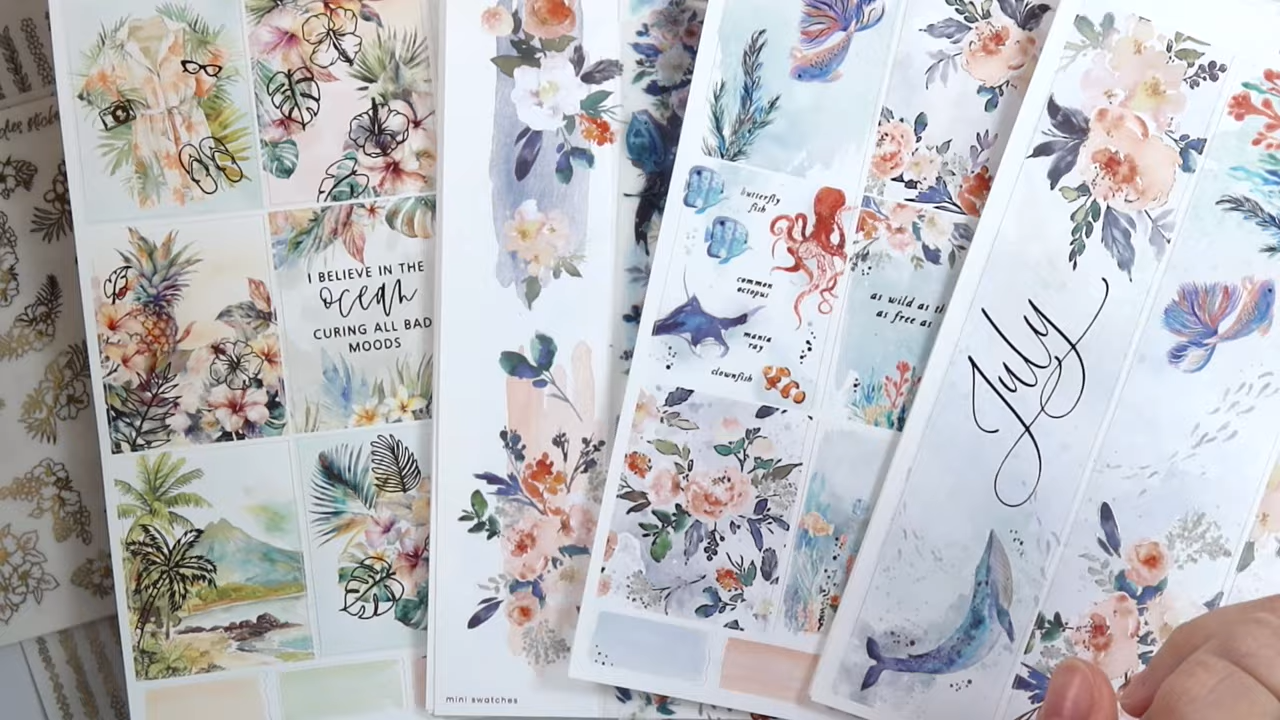 I BELIEVE IN THE
ocean
CURING ALL BAD
MOODS
mini swatches
butterfly
fish
common
octopus
manta
ray
clownfish
as wild as th
as free as
July